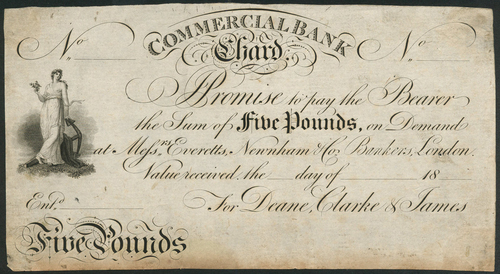 COMMERCIAL BANK
No Chard. No
Promise to pay the Bearer
the Sum of Five Pounds, on Demand
at Messrs Everetts, Newnham & Co. Bankers, London.
Value received the day of 18
Entd. For Deane, Clarke & James
Five Pounds